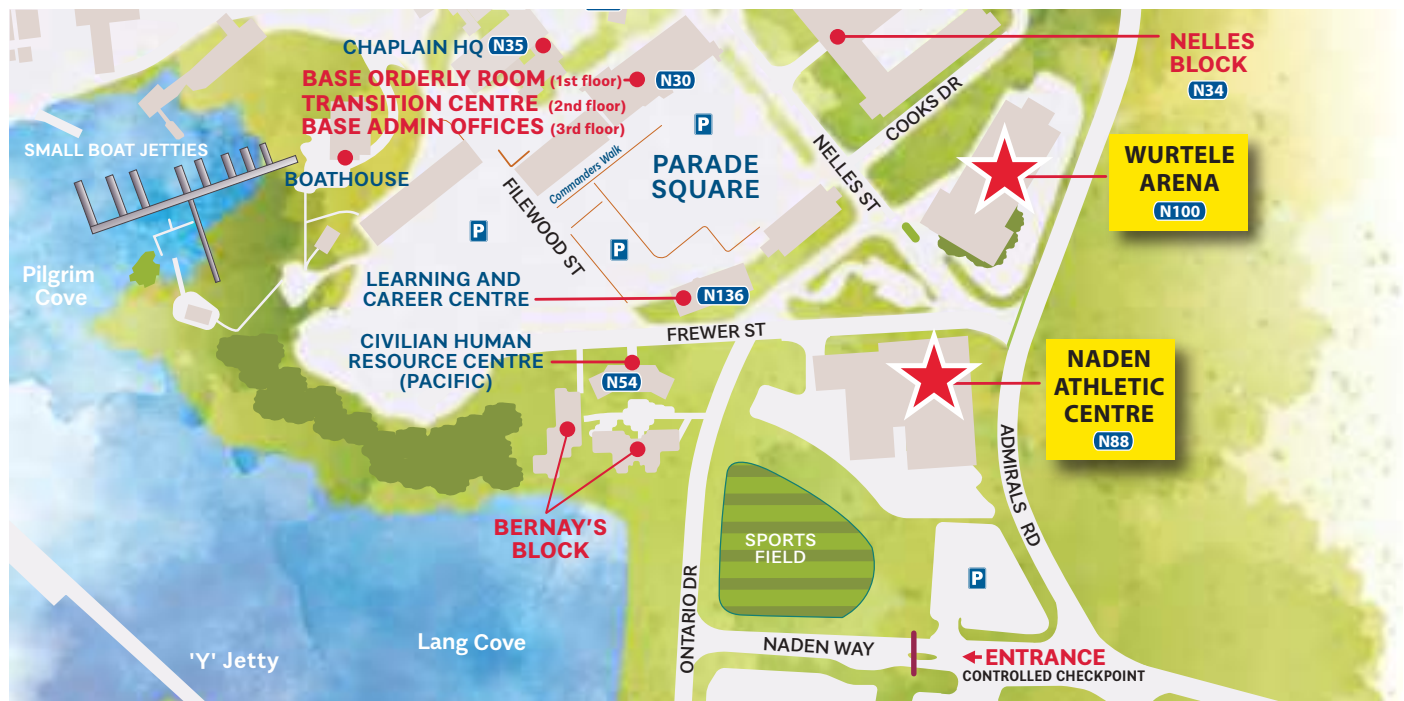 CHAPLAIN HQ N35
BASE ORDERLY ROOM (1st floor) N30
TRANSITION CENTRE (2nd floor)
BASE ADMIN OFFICES (3rd floor)
NELLES
BLOCK
N34
COOKS DR
P
SMALL BOAT JETTIES
BOATHOUSE
Commanders Walk
PARADE
SQUARE
NELLES ST
WURTELE
ARENA
N100
FILEWOOD ST
P
P
Pilgrim
Cove
LEARNING AND
CAREER CENTRE
N136
FREWER ST
CIVILIAN HUMAN
RESOURCE CENTRE
(PACIFIC)
N54
NADEN
ATHLETIC
CENTRE
N88
ADMIRALS RD
BERNAY'S
BLOCK
SPORTS
FIELD
P
ONTARIO DR
Lang Cove
'Y' Jetty
NADEN WAY
ENTRANCE
CONTROLLED CHECKPOINT